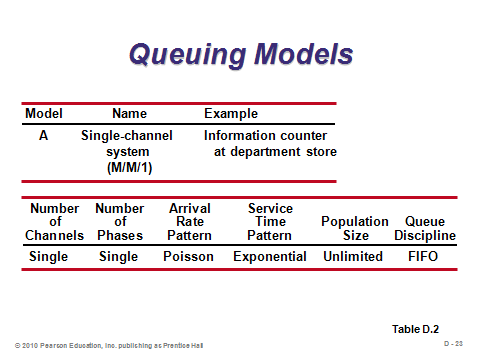 Queuing Models
Model Name Example
A Single-channel Information counter
system at department store
(M/M/1)
Number Number Arrival Service
of of Rate Time Population Queue
Channels Phases Pattern Pattern Size Discipline
Single Single Poisson Exponential Unlimited FIFO
Table D.2
© 2010 Pearson Education, Inc. publishing as Prentice Hall
D - 28